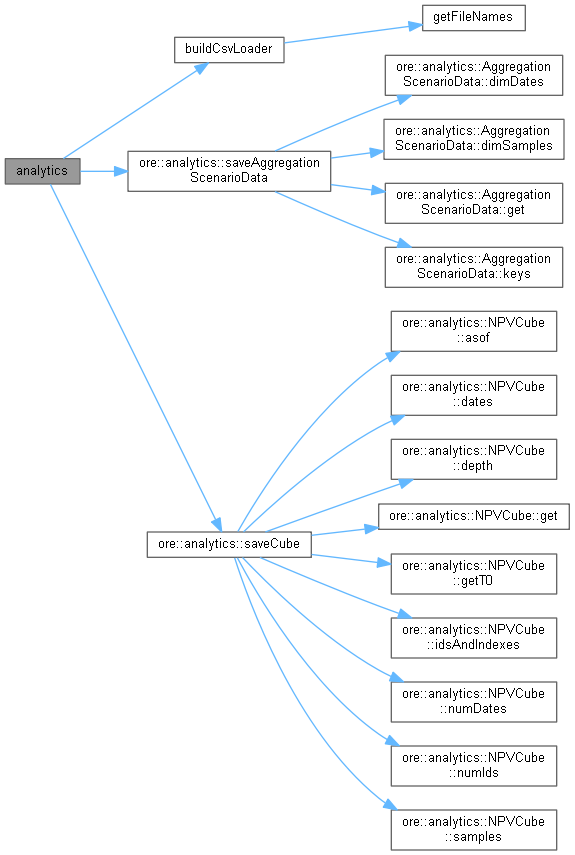 getFileNames
buildCsvLoader
ore::analytics::Aggregation
ScenarioData::dimDates
ore::analytics::Aggregation
ScenarioData::dimSamples
analytics
ore::analytics::saveAggregation
ScenarioData
ore::analytics::Aggregation
ScenarioData::get
ore::analytics::Aggregation
ScenarioData::keys
ore::analytics::NPVCube
::asof
ore::analytics::NPVCube
::dates
ore::analytics::NPVCube
::depth
ore::analytics::NPVCube::get
ore::analytics::saveCube
ore::analytics::NPVCube
::getT0
ore::analytics::NPVCube
::idsAndIndexes
ore::analytics::NPVCube
::numDates
ore::analytics::NPVCube
::numIds
ore::analytics::NPVCube
::samples